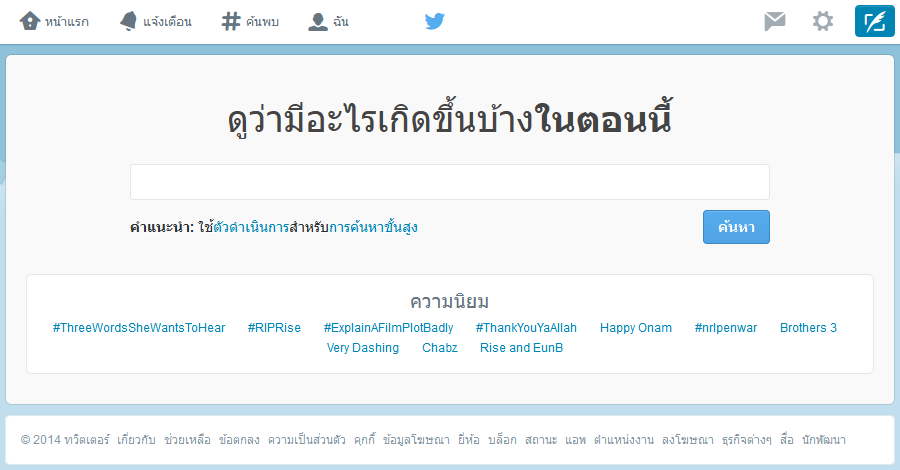 หน้าแรก แจ้งเตือน ค้นพบ ฉัน
ดูว่ามีอะไรเกิดขึ้นบ้างในตอนนี้
คำแนะนำ: ใช้ตัวดำเนินการสำหรับการค้นหาขั้นสูง
ค้นหา
ความนิยม
#ThreeWordsSheWantsToHear #RIPRise #ExplainAFilmPlotBadly #ThankYouYaAllah Happy Onam #nrlpenwar Brothers 3
Very Dashing Chabz Rise and EunB
© 2014 ทวิตเตอร์ เกี่ยวกับ ช่วยเหลือ ข้อตกลง ความเป็นส่วนตัว คุกกี้ ข้อมูลโฆษณา ยี่ห้อ บล็อก สถานะ แอพ ตำแหน่งงาน ลงโฆษณา ธุรกิจต่างๆ สื่อ นักพัฒนา